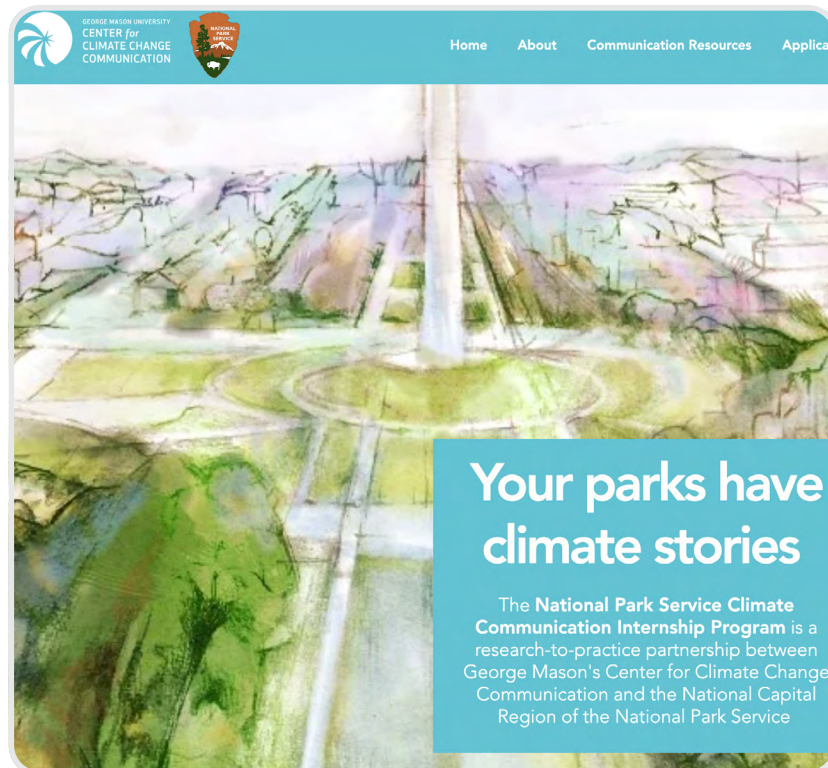 GEORGE MASON UNIVERSITY
CENTER for
CLIMATE CHANGE
COMMUNICATION
NATIONAL
PARK
SERVICE
Home About Communication Resources Applica
Your parks have
climate stories
The National Park Service Climate
Communication Internship Program is a
research-to-practice partnership between
George Mason's Center for Climate Change
Communication and the National Capital
Region of the National Park Service